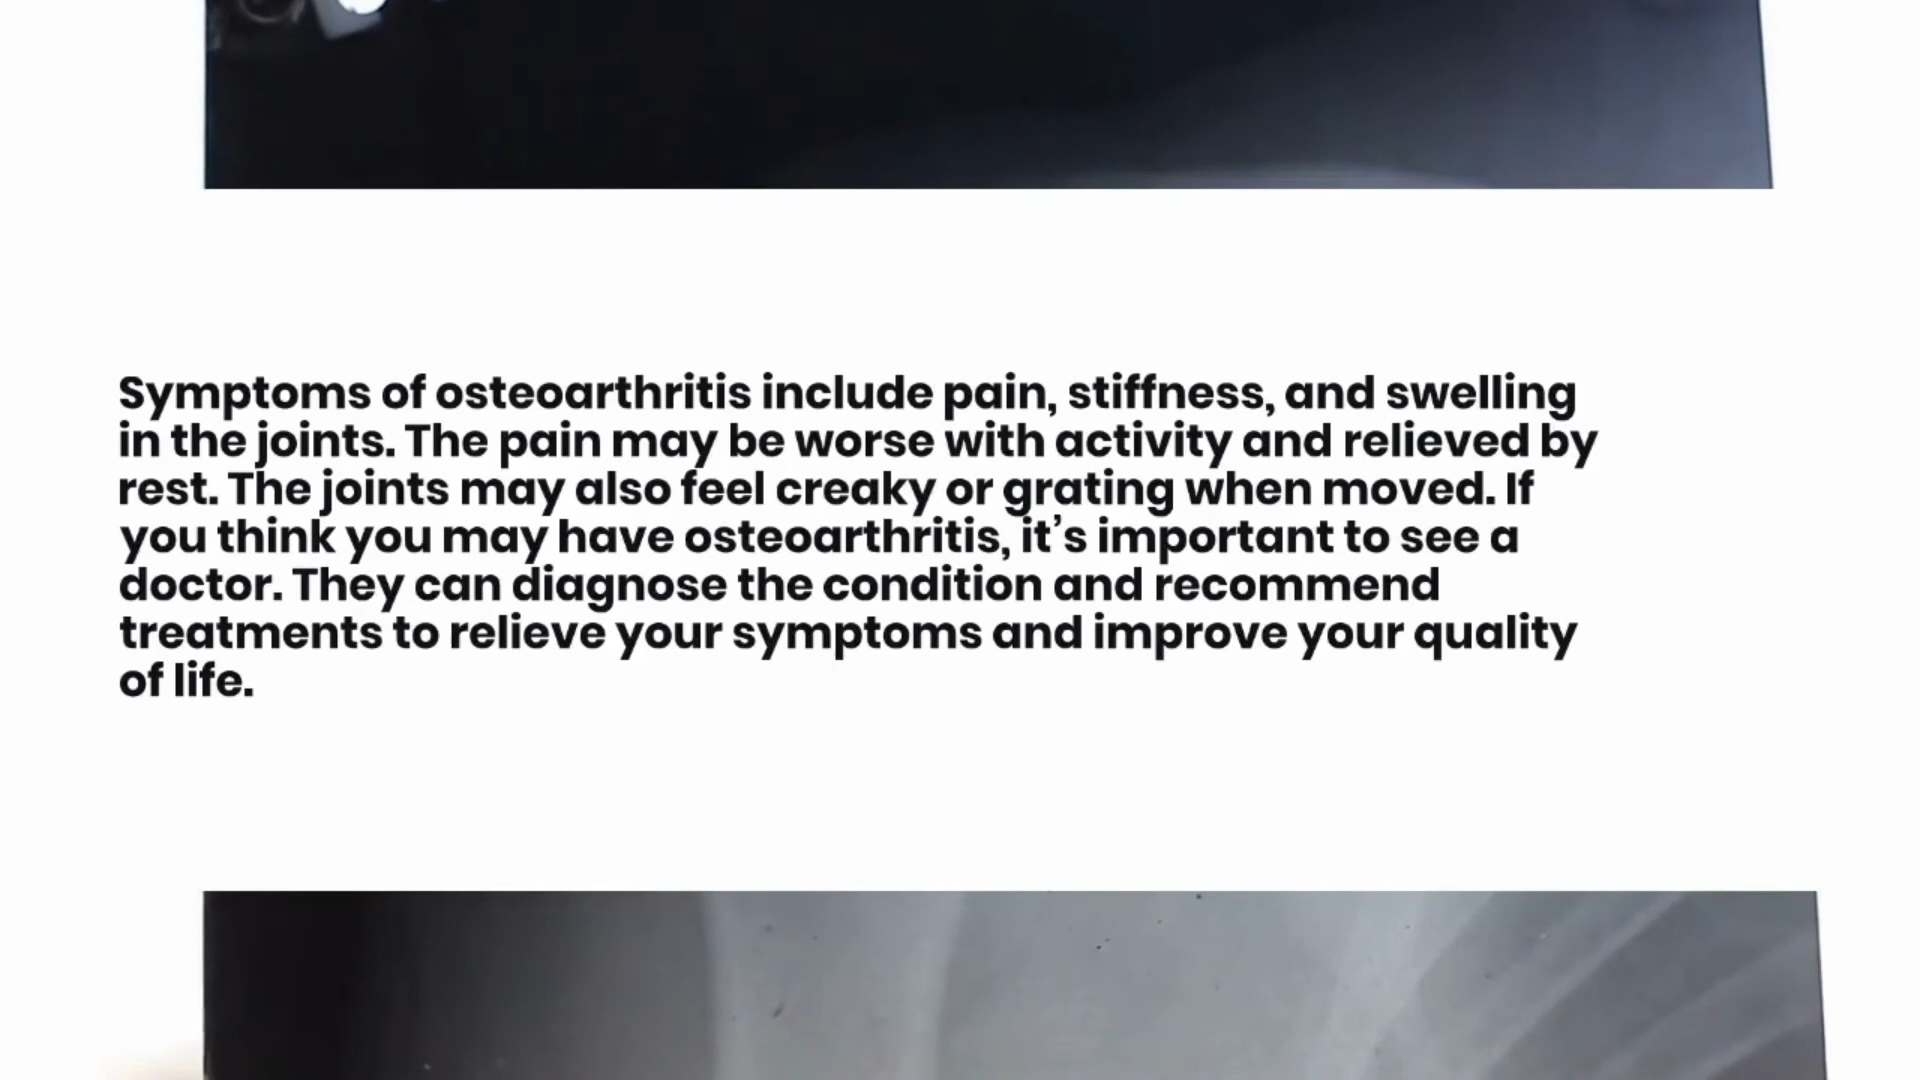 Symptoms of osteoarthritis include pain, stiffness, and swelling
in the joints. The pain may be worse with activity and relieved by
rest. The joints may also feel creaky or grating when moved. If
you think you may have osteoarthritis, it’s important to see a
doctor. They can diagnose the condition and recommend
treatments to relieve your symptoms and improve your quality
of life.